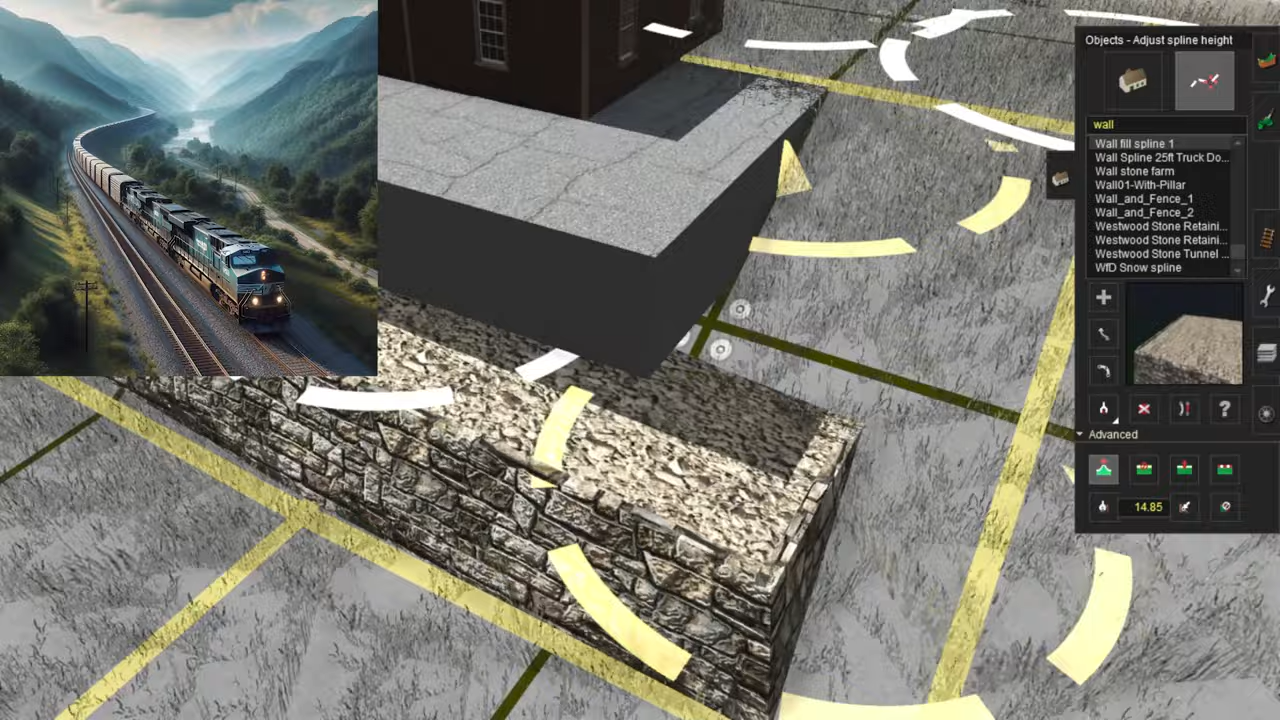 Objects - Adjust spline height
wall
Wall fill spline 1
Wall Spline 25ft Truck Do...
Wall stone farm
Wall01-With-Pillar
Wall_and_Fence_1
Wall_and_Fence_2
Westwood Stone Retaini...
Westwood Stone Retaini...
Westwood Stone Tunnel ...
WfD Snow spline
Advanced
14.85